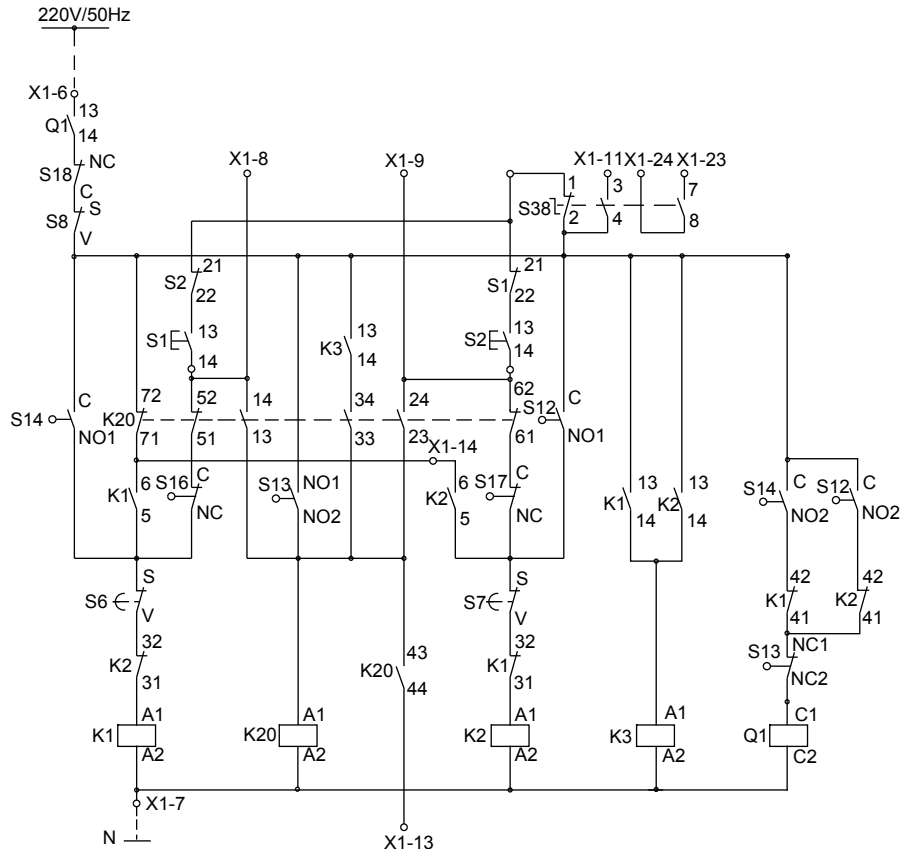 220V/50Hz
X1-6
13
Q1
14
NC
S18
C
S
S8
V
X1-8
X1-9
X1-11 X1-24 X1-23
1
3
7
S38
2
4
8
21
S2
22
21
S1
22
13
S1
14
13
K3
14
13
S2
14
C
S14
NO1
72
K20
71
52
51
14
13
34
33
24
23
62
61
S12
C
NO1
X1-14
6
K1
5
C
S16
NC
NO1
S13
NO2
6
K2
5
C
S17
NC
13
K1
14
13
K2
14
C
S14
NO2
C
S12
NO2
S
S6
V
S
S7
V
42
K1
41
42
K2
41
32
K2
31
43
K20
44
32
K1
31
NC1
S13
NC2
A1
K1
A2
A1
K20
A2
A1
K2
A2
A1
K3
A2
C1
Q1
C2
X1-7
N
X1-13